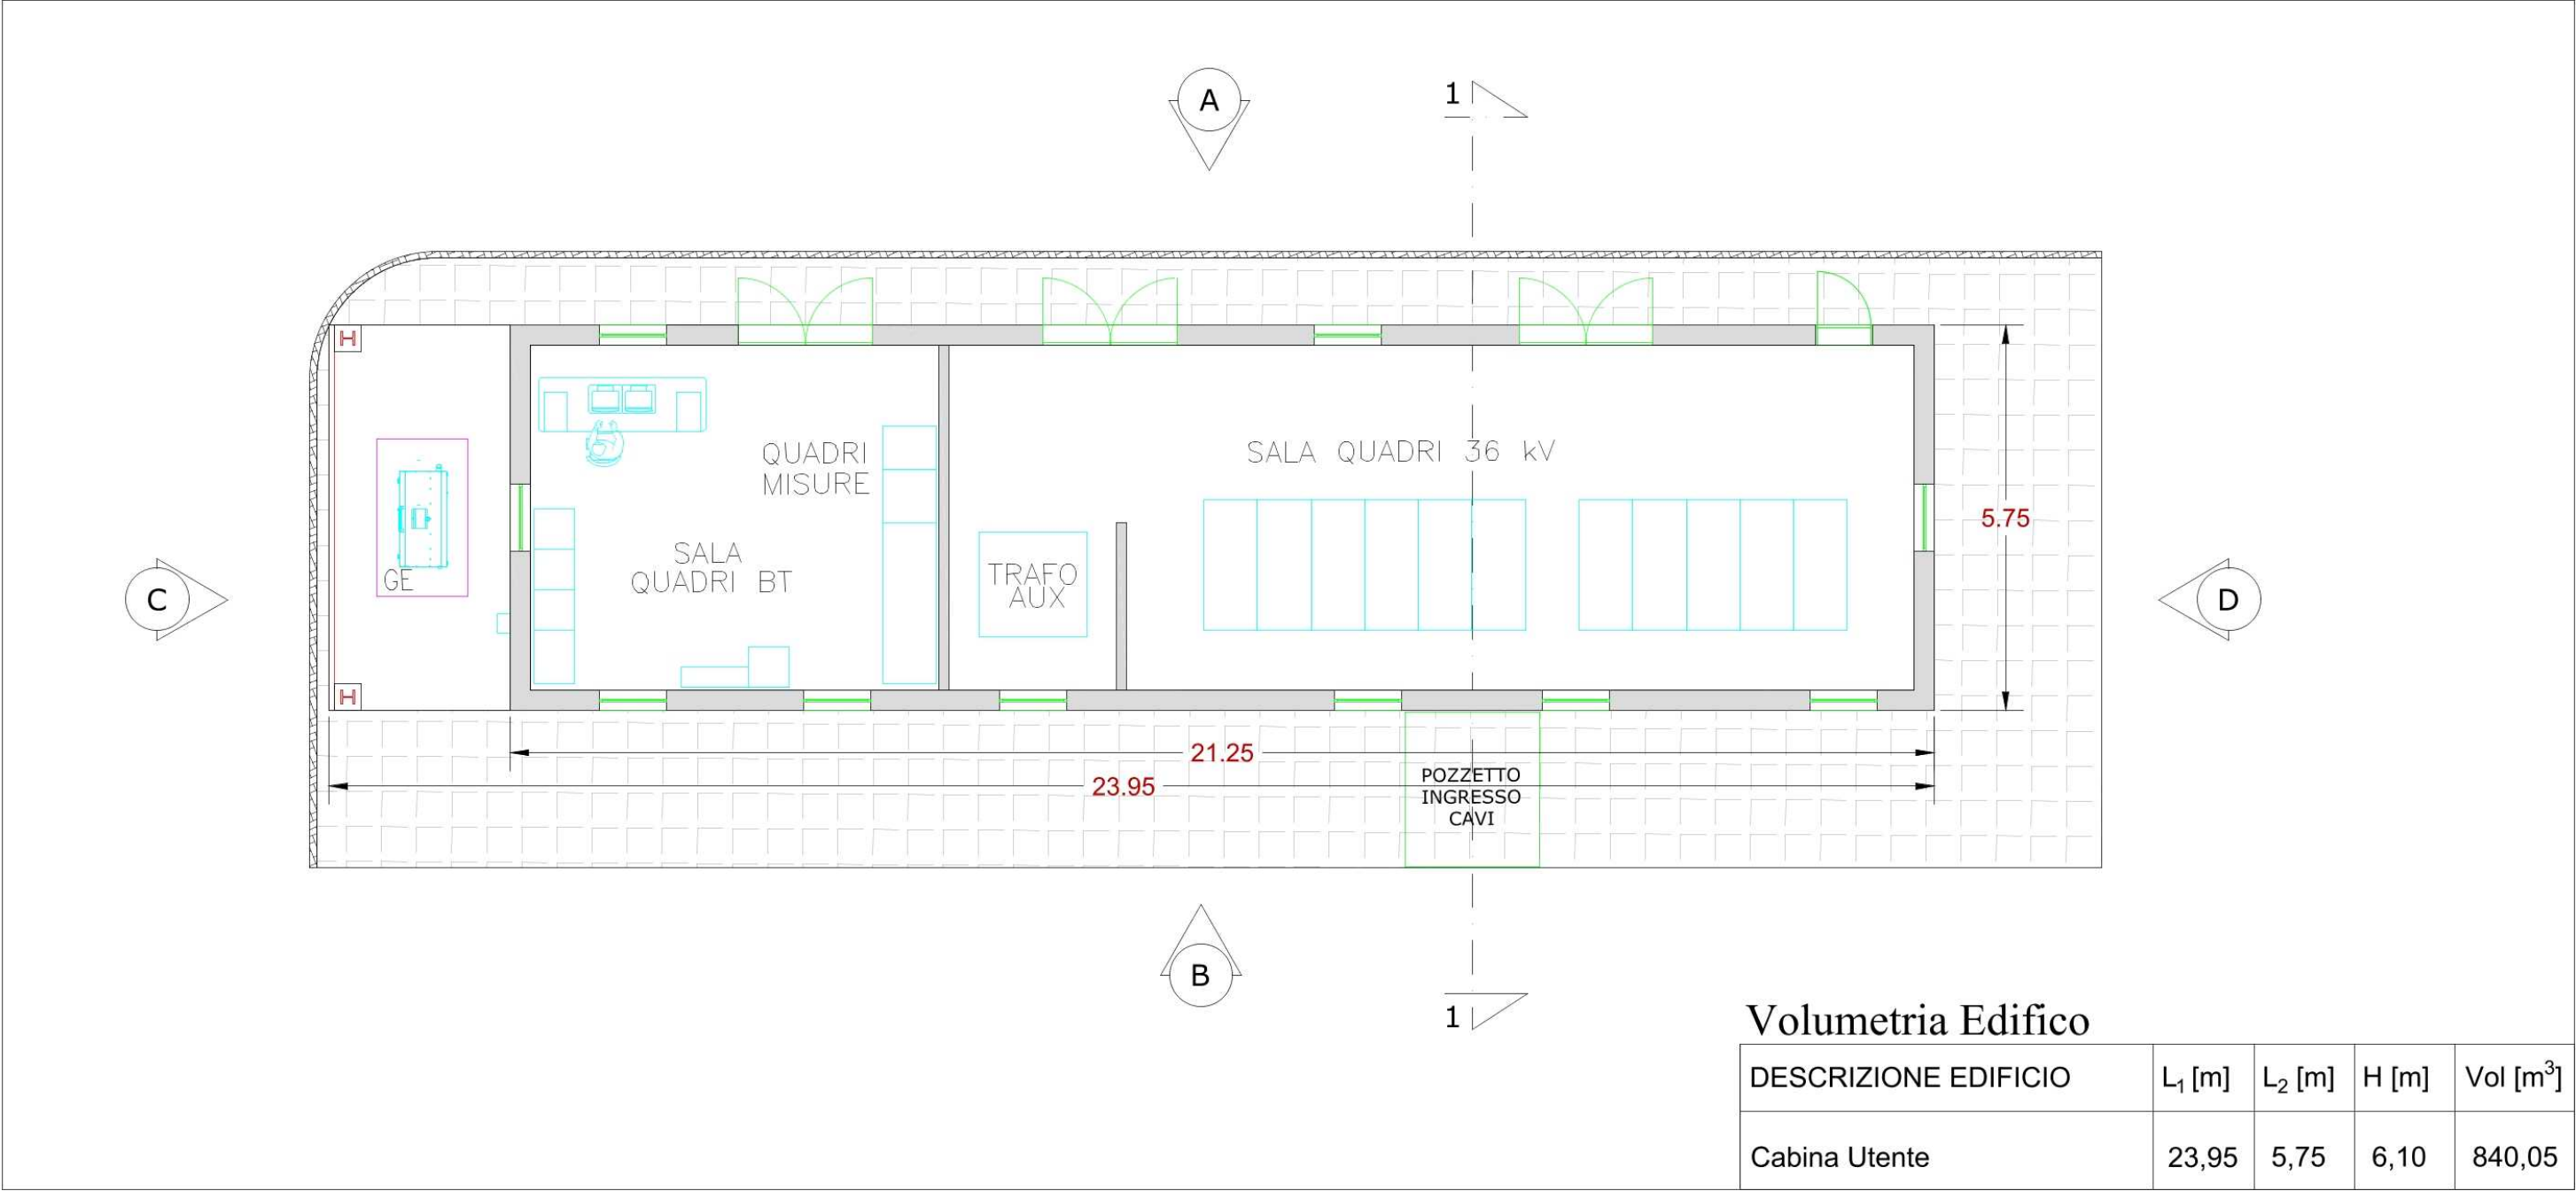 A
1
H
QUADRI
MISURE
SALA QUADRI 36 kV
5.75
SALA
QUADRI BT
TRAFO
AUX
GE
C
D
H
21.25
23.95
POZZETTO
INGRESSO
CAVI
B
1
Volumetria Edifico
DESCRIZIONE EDIFICIO L₁ [m] L₂ [m] H [m] Vol [m³]
Cabina Utente 23,95 5,75 6,10 840,05